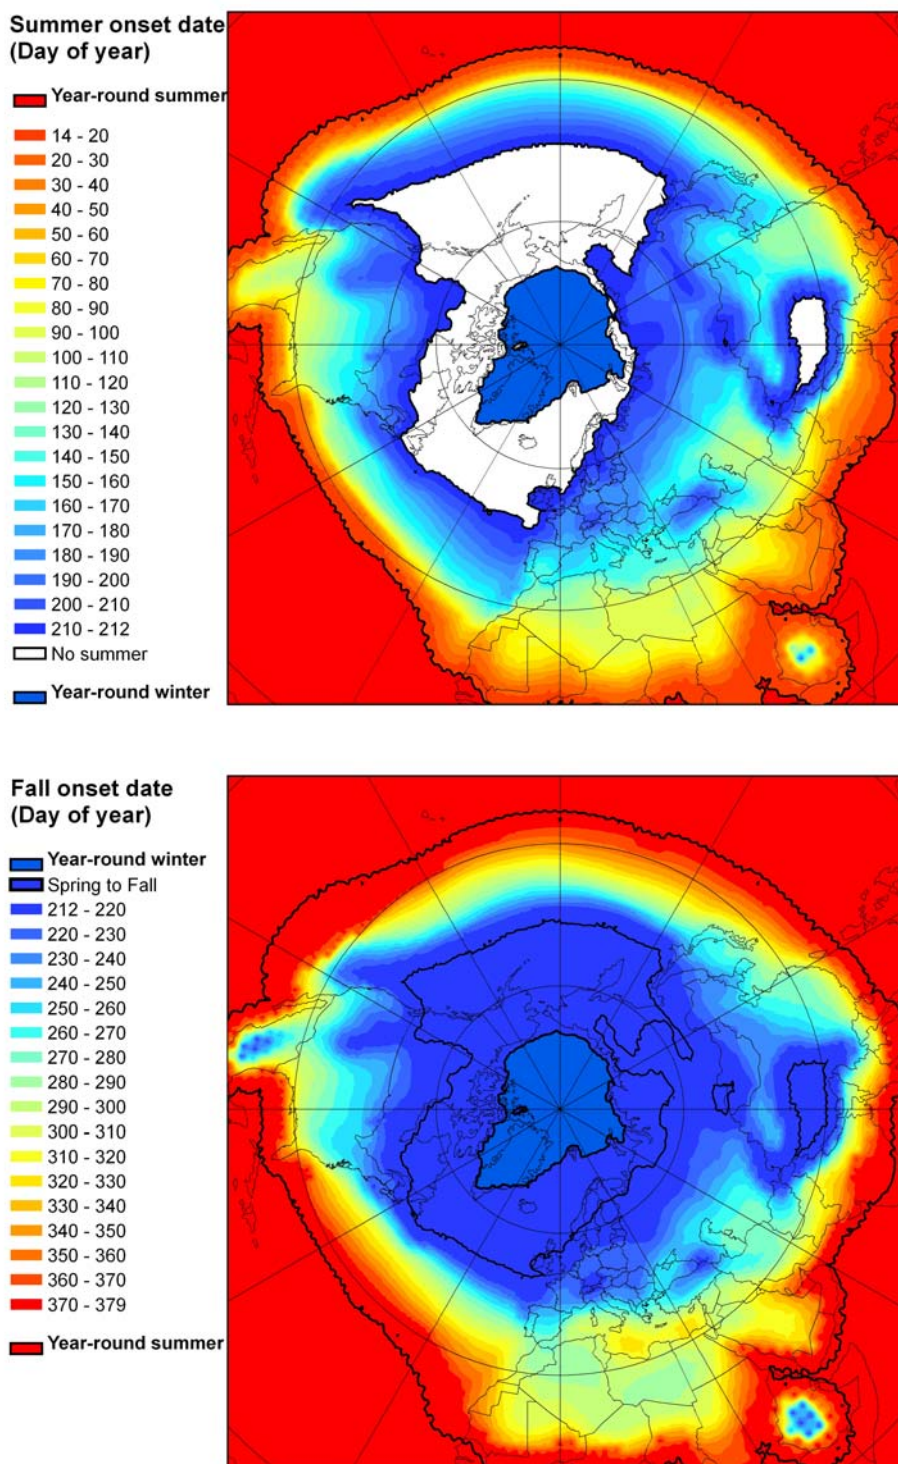 Summer onset date
(Day of year)
Year-round summer
14 - 20
20 - 30
30 - 40
40 - 50
50 - 60
60 - 70
70 - 80
80 - 90
90 - 100
100 - 110
110 - 120
120 - 130
130 - 140
140 - 150
150 - 160
160 - 170
170 - 180
180 - 190
190 - 200
200 - 210
210 - 212
No summer
Year-round winter
Fall onset date
(Day of year)
Year-round winter
Spring to Fall
212 - 220
220 - 230
230 - 240
240 - 250
250 - 260
260 - 270
270 - 280
280 - 290
290 - 300
300 - 310
310 - 320
320 - 330
330 - 340
340 - 350
350 - 360
360 - 370
370 - 379
Year-round summer